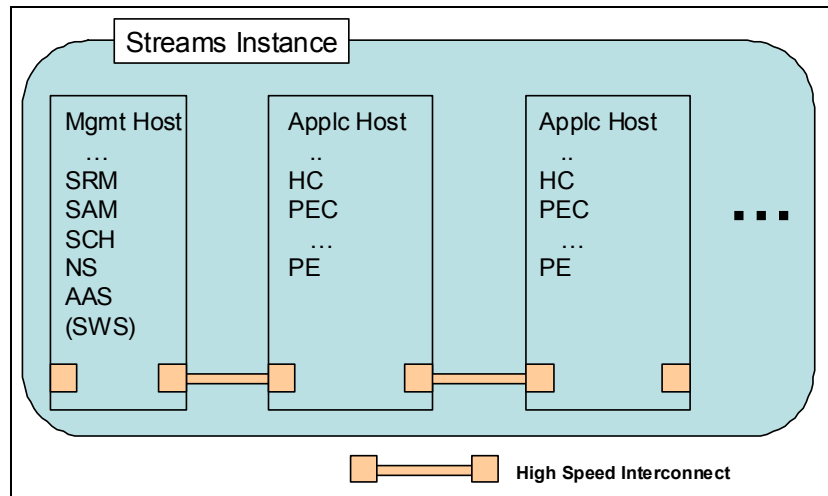 Streams Instance
Mgmt Host
…
SRM
SAM
SCH
NS
AAS
(SWS)
Applc Host
..
HC
PEC
…
PE
Applc Host
..
HC
PEC
…
PE
...
High Speed Interconnect